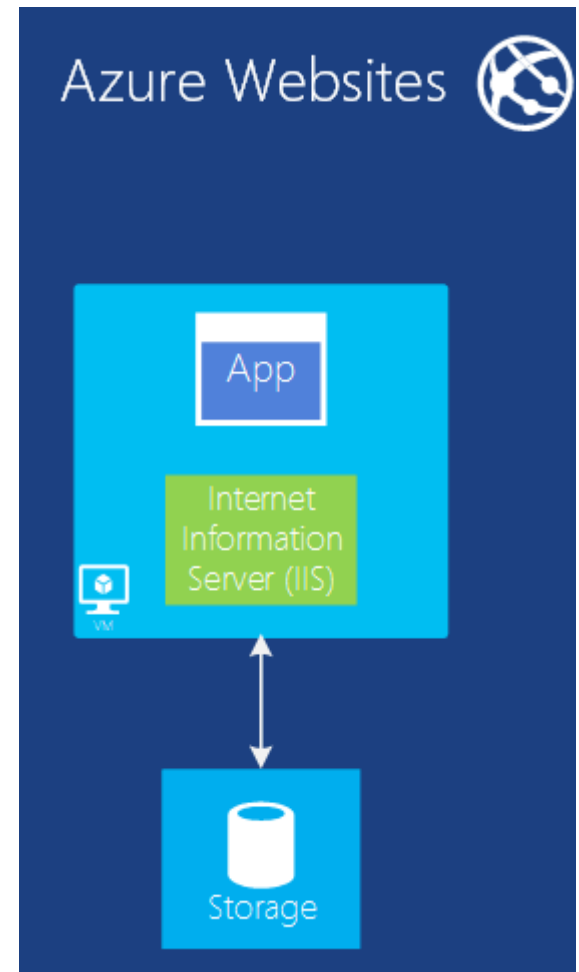 Azure Websites
App
Internet
Information
Server (IIS)
VM
Storage